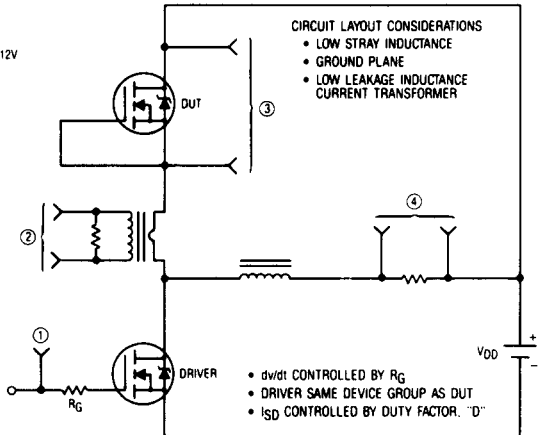 CIRCUIT LAYOUT CONSIDERATIONS
• LOW STRAY INDUCTANCE
• GROUND PLANE
• LOW LEAKAGE INDUCTANCE
CURRENT TRANSFORMER
12V
DUT
3
4
2
1
RG
DRIVER
VDD
+
−
• dv/dt CONTROLLED BY RG
• DRIVER SAME DEVICE GROUP AS DUT
• ISD CONTROLLED BY DUTY FACTOR. "D"